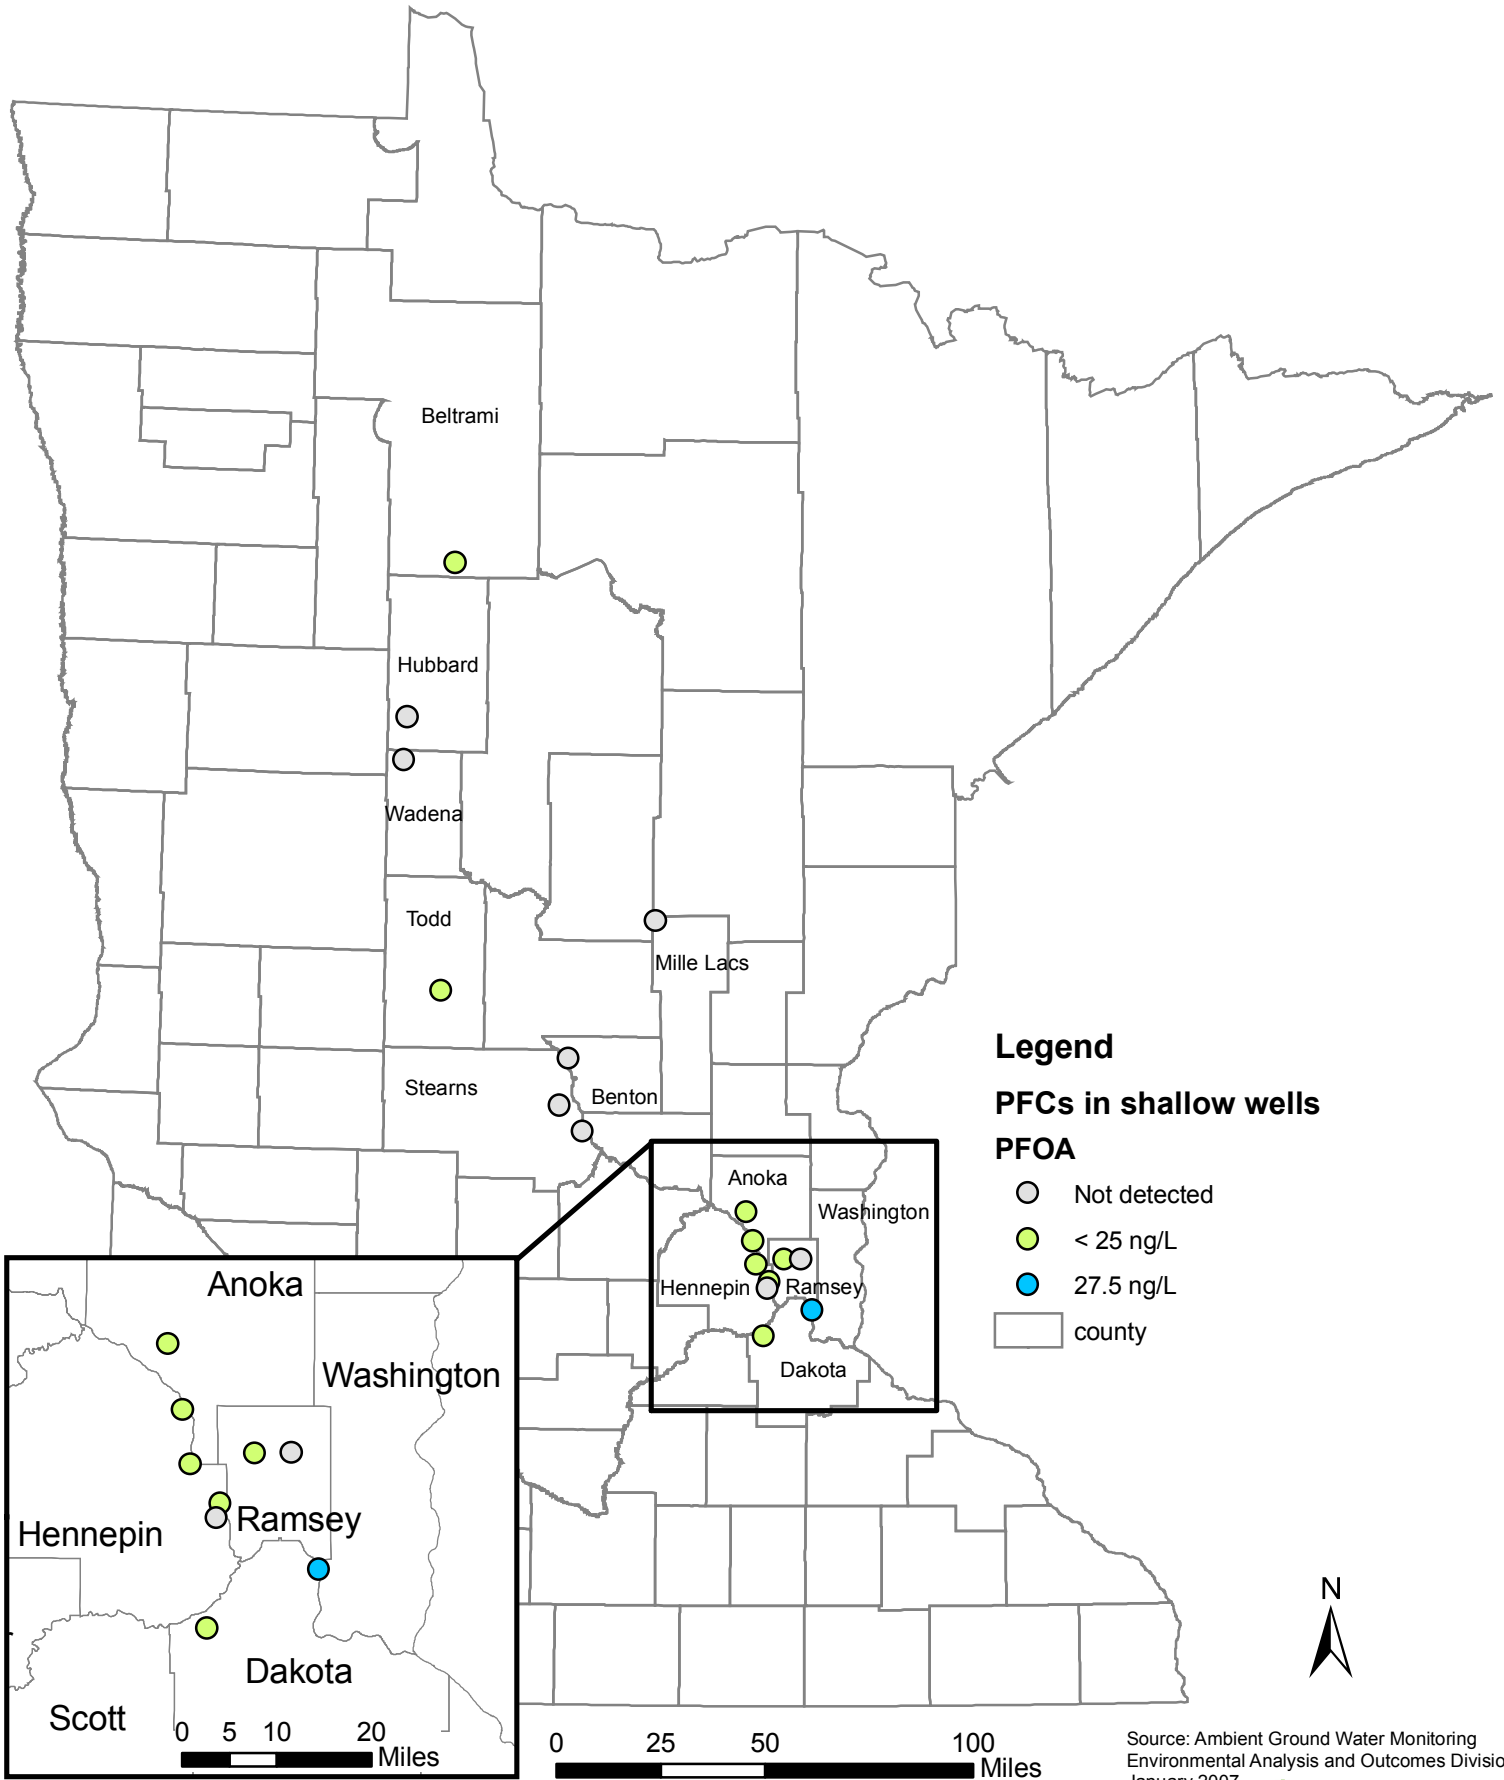 Beltrami
Hubbard
Wadena
Todd
Mille Lacs
Stearns
Benton
Anoka
Washington
Hennepin
Ramsey
Dakota
Legend
PFCs in shallow wells
PFOA
Not detected
< 25 ng/L
27.5 ng/L
county
Anoka
Washington
Hennepin
Ramsey
Dakota
Scott
0 5 10 20
Miles
0 25 50 100
Miles
N
Source: Ambient Ground Water Monitoring
Environmental Analysis and Outcomes Divisio
January 2007